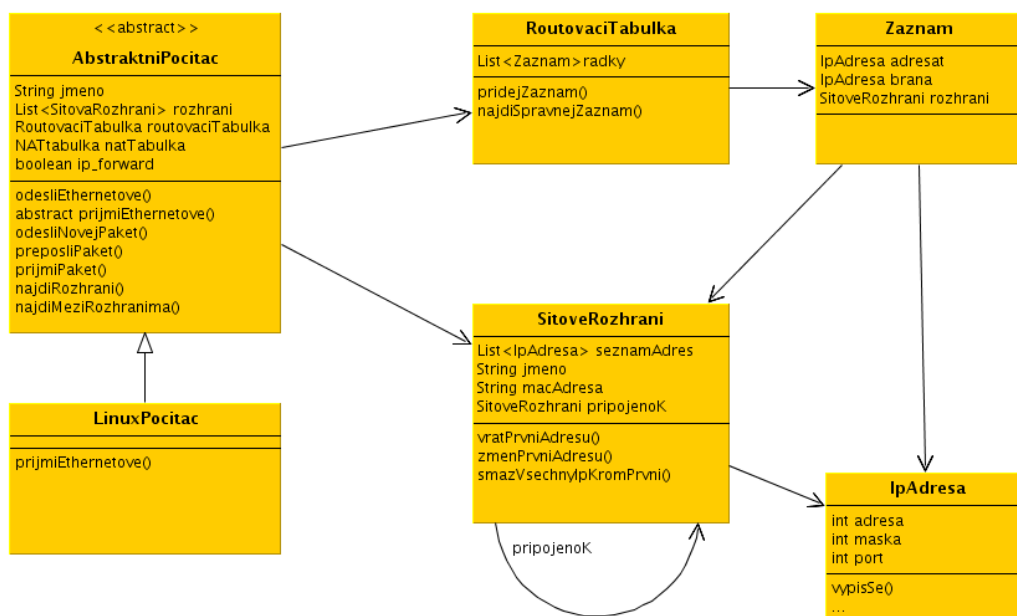 <<abstract>>
AbstraktniPocitac
String jmeno
List<SitovaRozhrani> rozhrani
RoutovaciTabulka routovaciTabulka
NATtabulka natTabulka
boolean ip_forward
odesliEthernetove()
abstract prijmiEthernetove()
odesliNovejPaket()
preposliPaket()
prijmiPaket()
najdiRozhrani()
najdiMeziRozhranima()
RoutovaciTabulka
List<Zaznam>radky
pridejZaznam()
najdiSpravnejZaznam()
Zaznam
IpAdresa adresat
IpAdresa brana
SitoveRozhrani rozhrani
LinuxPocitac
prijmiEthernetove()
SitoveRozhrani
List<IpAdresa> seznamAdres
String jmeno
String macAdresa
SitoveRozhrani pripojenoK
vratPrvniAdresu()
zmenPrvniAdresu()
smazVsechnyIpKromPrvni()
pripojenoK
IpAdresa
int adresa
int maska
int port
vypisSe()
...